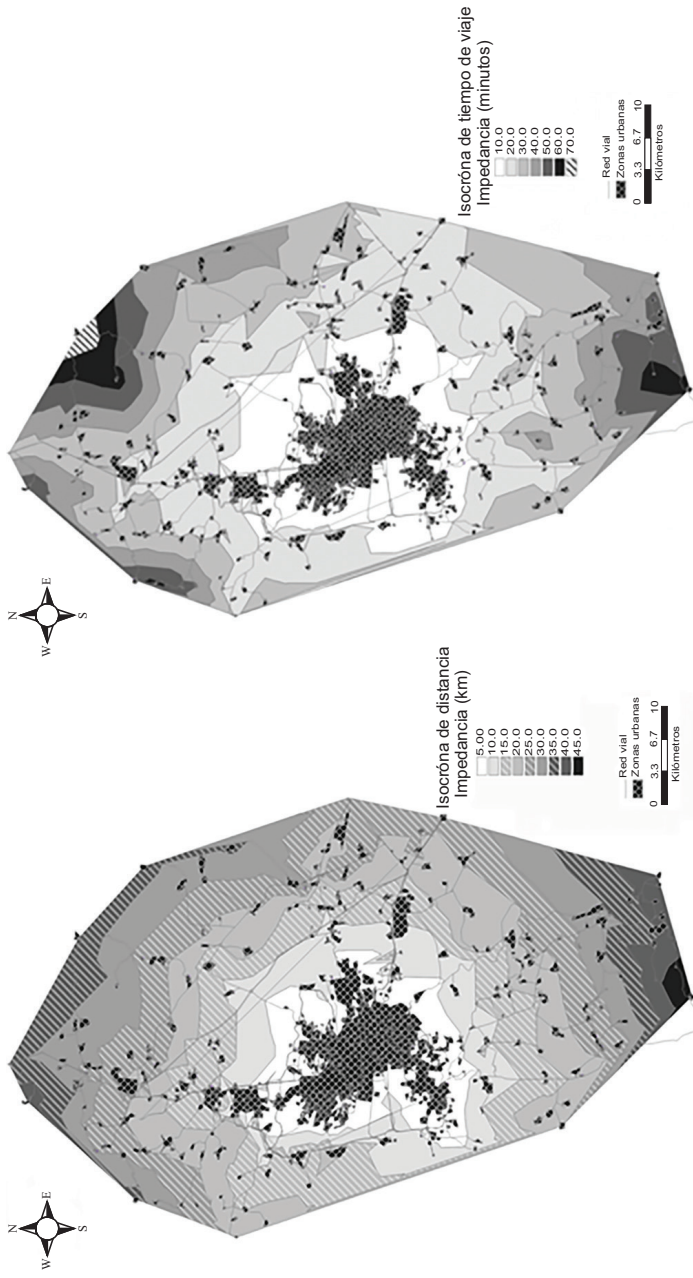 N
W E
S
Isocróna de distancia
Impedancia (km)
5.00
10.0
15.0
20.0
25.0
30.0
35.0
40.0
45.0
Red vial
Zonas urbanas
0 3.3 6.7 10
Kilómetros
N
W E
S
Isocróna de tiempo de viaje
Impedancia (minutos)
10.0
20.0
30.0
40.0
50.0
60.0
70.0
Red vial
Zonas urbanas
0 3.3 6.7 10
Kilómetros